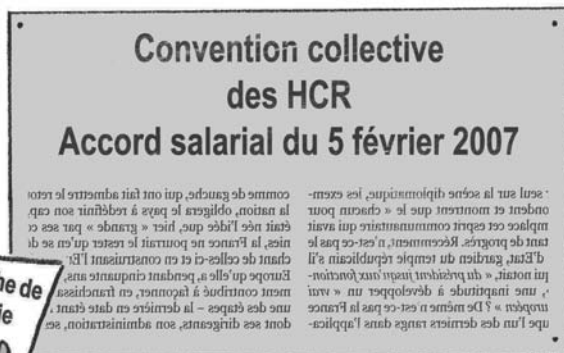 Convention collective
des HCR
Accord salarial du 5 février 2007
comme de gauche, qui ont fait admettre le
la nation, obligera le pays à redéfinir son cap,
était née l'idée que, hier « grande » par ses
nies, la France ne pourrait le rester qu'en se
chant de celles-ci et en construisant
Europe qu'elle a, pendant cinquante ans,
ment contribué à façonner, en franchissa
une des étapes – la dernière en date étant
dont ses dirigeants, son administration,
seul sur la scène diplomatique, les exem-
ondent et montrent que le « chacun pour
mplace cet esprit communautaire qui avait
tant de progrès. Récemment, n'est-ce pas le
d'Etat, gardien du temple républicain s'il
qui notait, « du président jusqu'aux fonction-
, une inaptitude à développer un « vrai
uropéen » ? De même n'est-ce pas la France
upe l'un des derniers rangs dans l'applica-
he de
ie